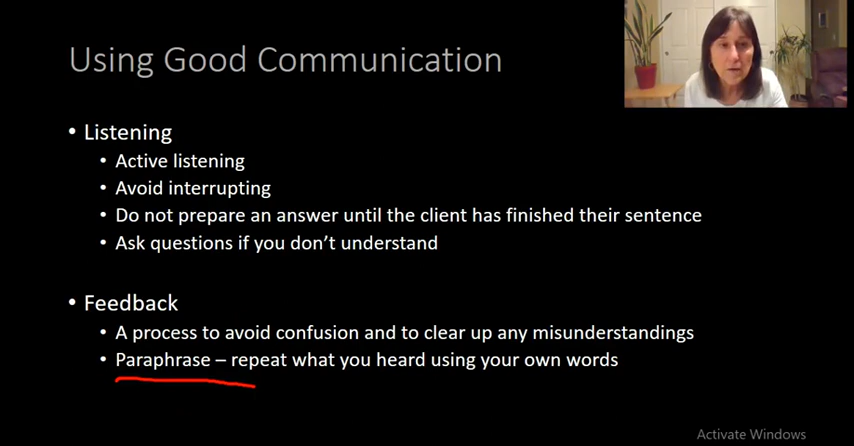 Using Good Communication
• Listening
• Active listening
• Avoid interrupting
• Do not prepare an answer until the client has finished their sentence
• Ask questions if you don’t understand
• Feedback
• A process to avoid confusion and to clear up any misunderstandings
• Paraphrase – repeat what you heard using your own words
Activate Windows